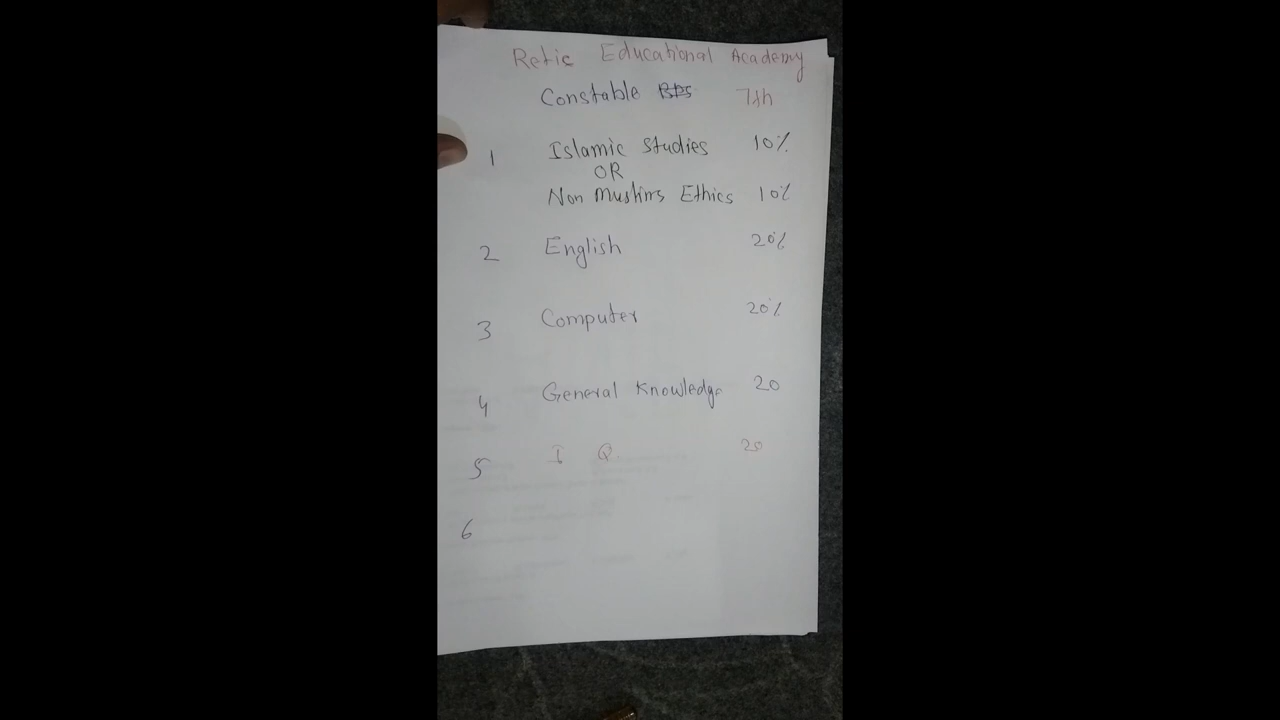 Retic Educational Academy
Constable BPS 7th
1 Islamic Studies 10%
OR
Non Muslims Ethics 10%
2 English 20%
3 Computer 20%
4 General Knowledge 20
5 I Q. 20
6